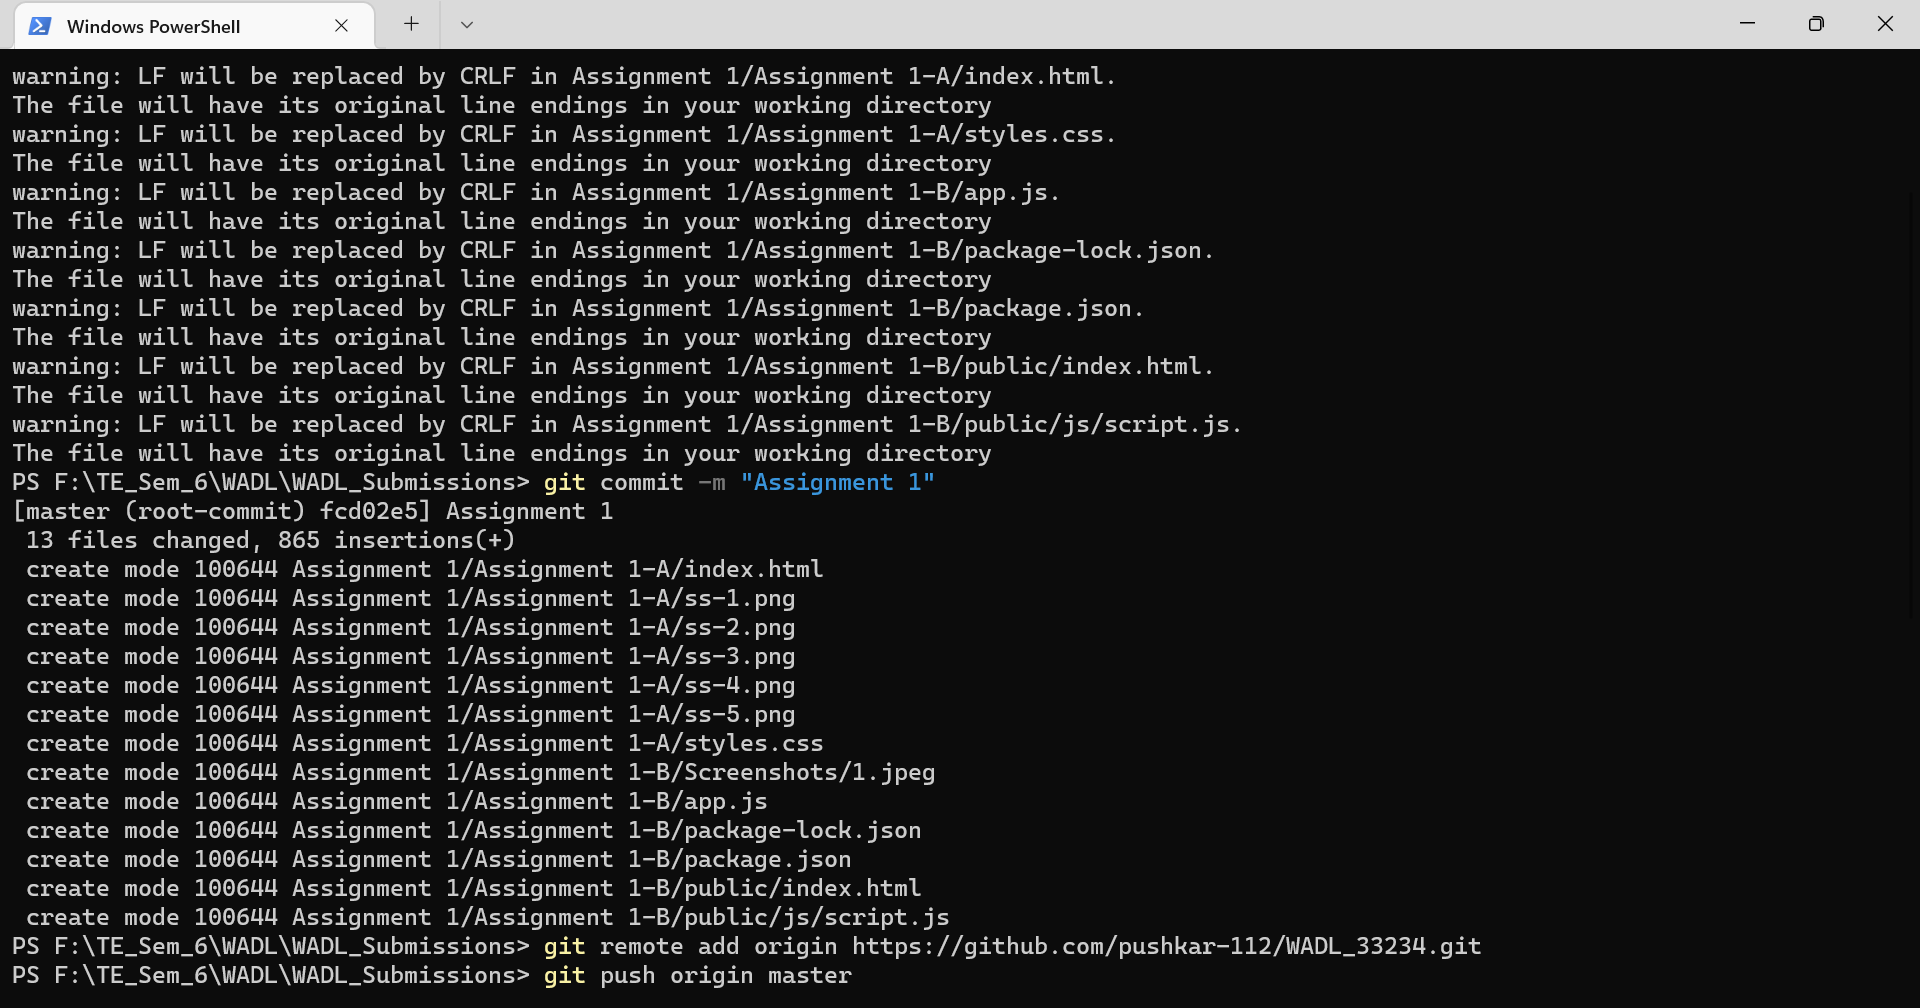 Windows PowerShell
warning: LF will be replaced by CRLF in Assignment 1/Assignment 1-A/index.html.
The file will have its original line endings in your working directory
warning: LF will be replaced by CRLF in Assignment 1/Assignment 1-A/styles.css.
The file will have its original line endings in your working directory
warning: LF will be replaced by CRLF in Assignment 1/Assignment 1-B/app.js.
The file will have its original line endings in your working directory
warning: LF will be replaced by CRLF in Assignment 1/Assignment 1-B/package-lock.json.
The file will have its original line endings in your working directory
warning: LF will be replaced by CRLF in Assignment 1/Assignment 1-B/package.json.
The file will have its original line endings in your working directory
warning: LF will be replaced by CRLF in Assignment 1/Assignment 1-B/public/index.html.
The file will have its original line endings in your working directory
warning: LF will be replaced by CRLF in Assignment 1/Assignment 1-B/public/js/script.js.
The file will have its original line endings in your working directory
PS F:\TE_Sem_6\WADL\WADL_Submissions> git commit -m "Assignment 1"
[master (root-commit) fcd02e5] Assignment 1
 13 files changed, 865 insertions(+)
 create mode 100644 Assignment 1/Assignment 1-A/index.html
 create mode 100644 Assignment 1/Assignment 1-A/ss-1.png
 create mode 100644 Assignment 1/Assignment 1-A/ss-2.png
 create mode 100644 Assignment 1/Assignment 1-A/ss-3.png
 create mode 100644 Assignment 1/Assignment 1-A/ss-4.png
 create mode 100644 Assignment 1/Assignment 1-A/ss-5.png
 create mode 100644 Assignment 1/Assignment 1-A/styles.css
 create mode 100644 Assignment 1/Assignment 1-B/Screenshots/1.jpeg
 create mode 100644 Assignment 1/Assignment 1-B/app.js
 create mode 100644 Assignment 1/Assignment 1-B/package-lock.json
 create mode 100644 Assignment 1/Assignment 1-B/package.json
 create mode 100644 Assignment 1/Assignment 1-B/public/index.html
 create mode 100644 Assignment 1/Assignment 1-B/public/js/script.js
PS F:\TE_Sem_6\WADL\WADL_Submissions> git remote add origin https://github.com/pushkar-112/WADL_33234.git
PS F:\TE_Sem_6\WADL\WADL_Submissions> git push origin master